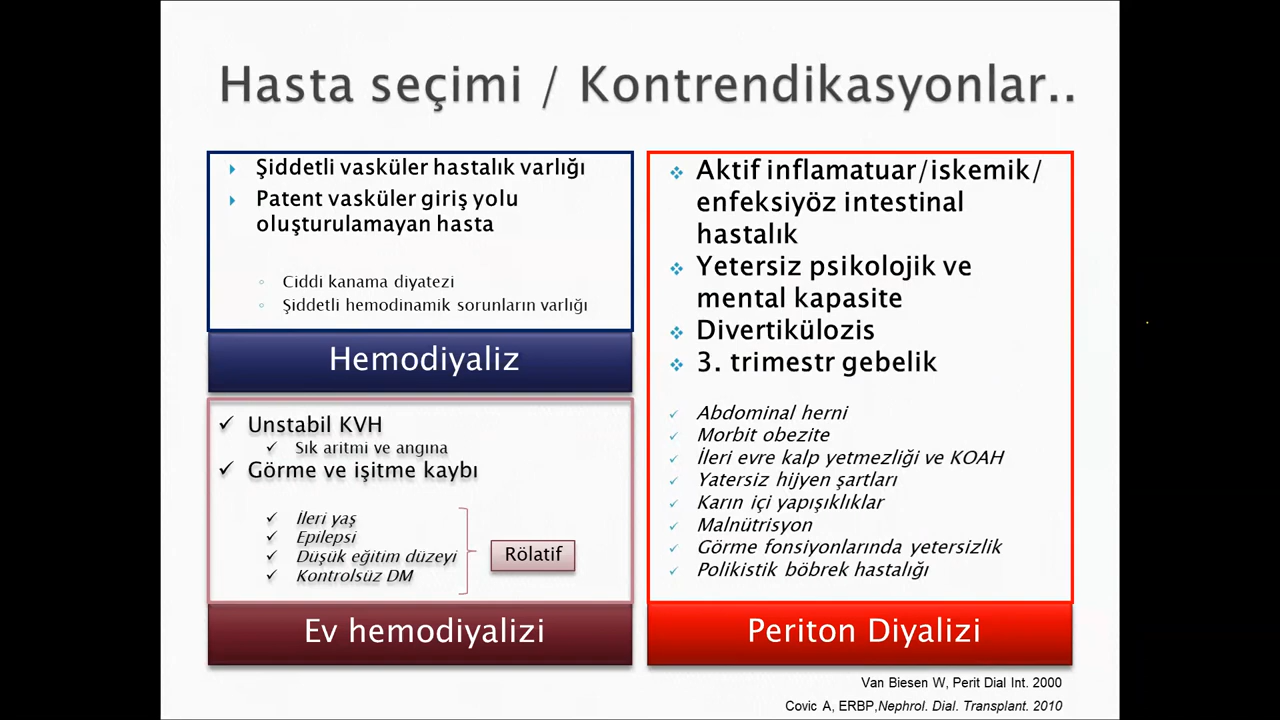 Hasta seçimi / Kontrendikasyonlar..
Şiddetli vasküler hastalık varlığı
Patent vasküler giriş yolu
oluşturulamayan hasta
Ciddi kanama diyatezi
Şiddetli hemodinamik sorunların varlığı
Hemodiyaliz
Unstabil KVH
Sık aritmi ve angına
Görme ve işitme kaybı
İleri yaş
Epilepsi
Düşük eğitim düzeyi
Kontrolsüz DM
Rölatif
Ev hemodiyalizi
Aktif inflamatuar/iskemik/
enfeksiyöz intestinal
hastalık
Yetersiz psikolojik ve
mental kapasite
Divertikülozis
3. trimestr gebelik
Abdominal herni
Morbit obezite
İleri evre kalp yetmezliği ve KOAH
Yatersiz hijyen şartları
Karın içi yapışıklıklar
Malnütrisyon
Görme fonsiyonlarında yetersizlik
Polikistik böbrek hastalığı
Periton Diyalizi
Van Biesen W, Perit Dial Int. 2000
Covic A, ERBP,Nephrol. Dial. Transplant. 2010